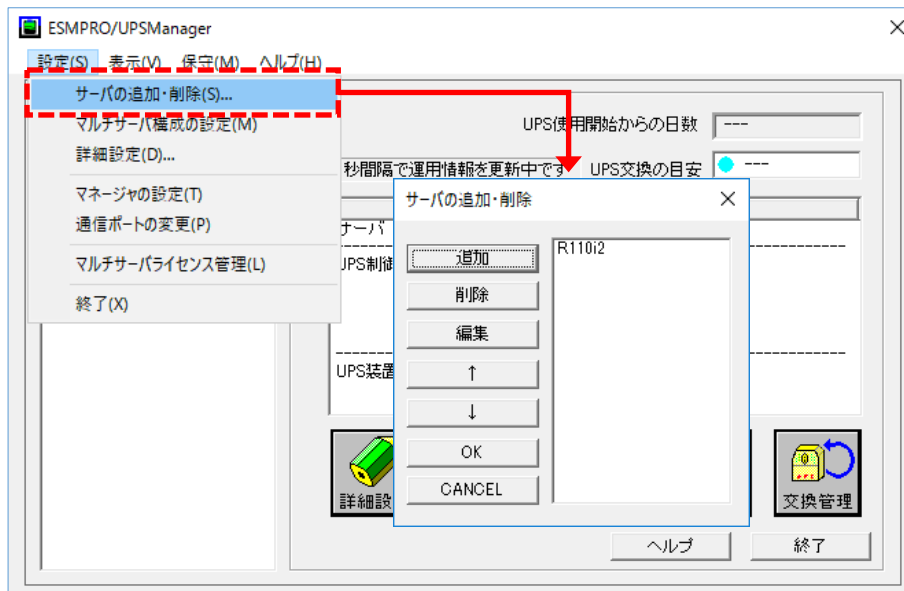 ESMPRO/UPSManager
設定(S) 表示(V) 保守(M) ヘルプ(H)
サーバの追加・削除(S)...
マルチサーバ構成の設定(M)
詳細設定(D)...
マネージャの設定(T)
通信ポートの変更(P)
マルチサーバライセンス管理(L)
終了(X)
UPS使用開始からの日数 ---
秒間隔で運用情報を更新中です UPS交換の目安 ---
サーバ
UPS制御
UPS装置
サーバの追加・削除
追加
削除
編集
↑
↓
OK
CANCEL
R110i2
詳細設
交換管理
ヘルプ 終了